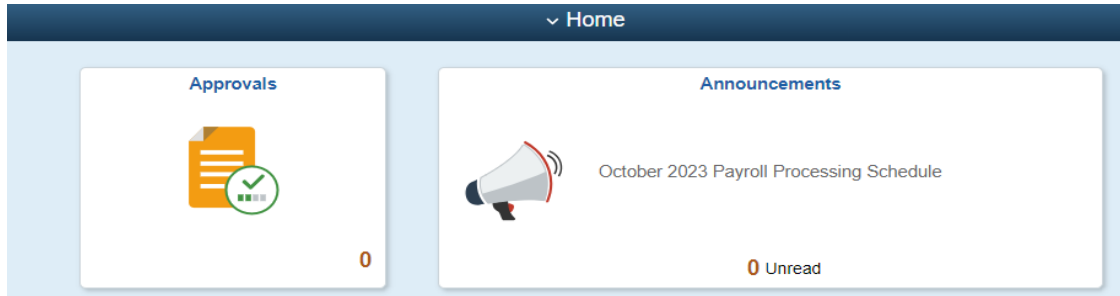 Home
Approvals
0
Announcements
October 2023 Payroll Processing Schedule
0 Unread